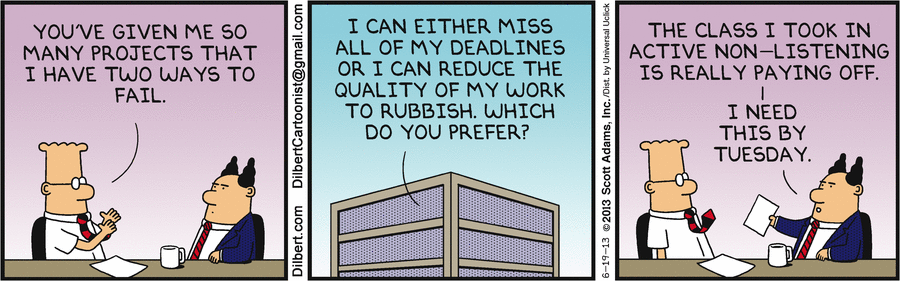 YOU'VE GIVEN ME SO
MANY PROJECTS THAT
I HAVE TWO WAYS TO
FAIL.
Dilbert.com DilbertCartoonist@gmail.com
I CAN EITHER MISS
ALL OF MY DEADLINES
OR I CAN REDUCE THE
QUALITY OF MY WORK
TO RUBBISH. WHICH
DO YOU PREFER?
6-19-13 © 2013 Scott Adams, Inc. /Dist. by Universal Uclick
THE CLASS I TOOK IN
ACTIVE NON-LISTENING
IS REALLY PAYING OFF.
I NEED
THIS BY
TUESDAY.